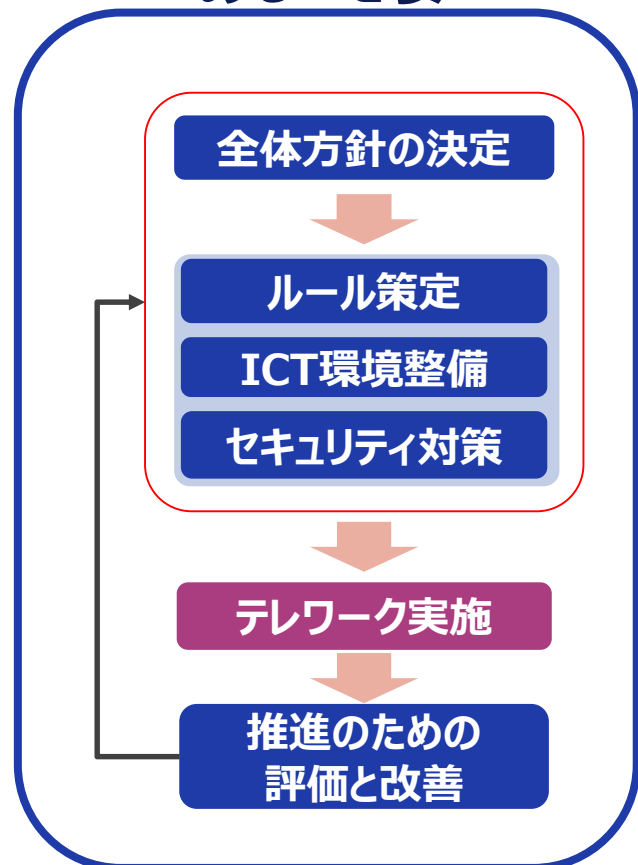 全体方針の決定
ルール策定
ICT環境整備
セキュリティ対策
テレワーク実施
推進のための
評価と改善